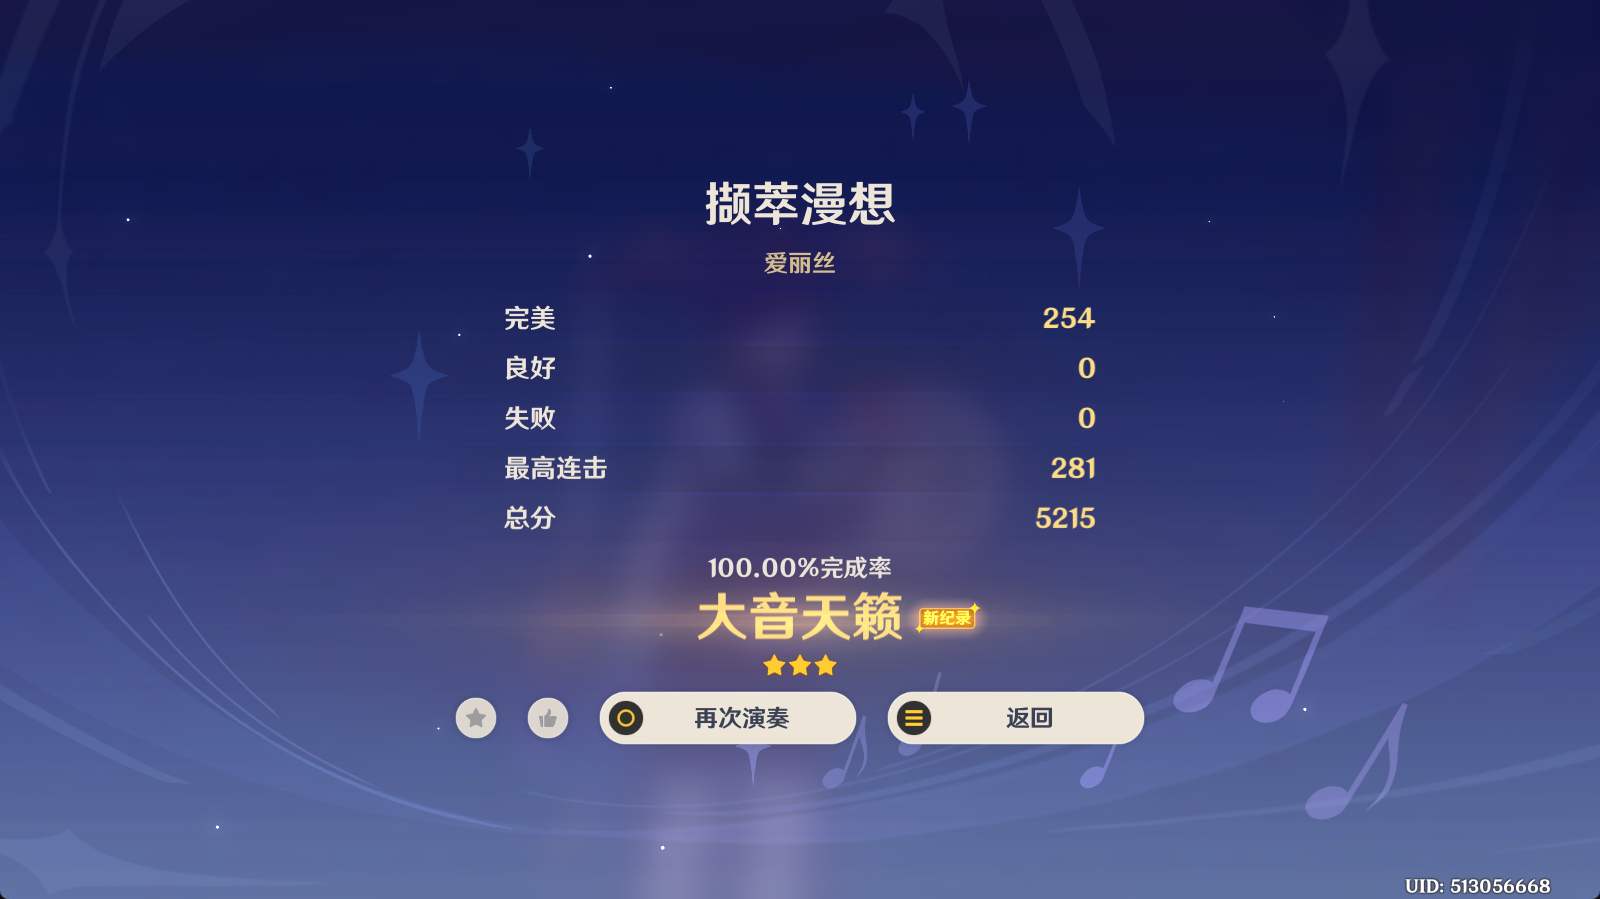 撷萃漫想
爱丽丝
完美 254
良好 0
失败 0
最高连击 281
总分 5215
100.00%完成率
大音天籁 新纪录
再次演奏 返回
UID: 513056668